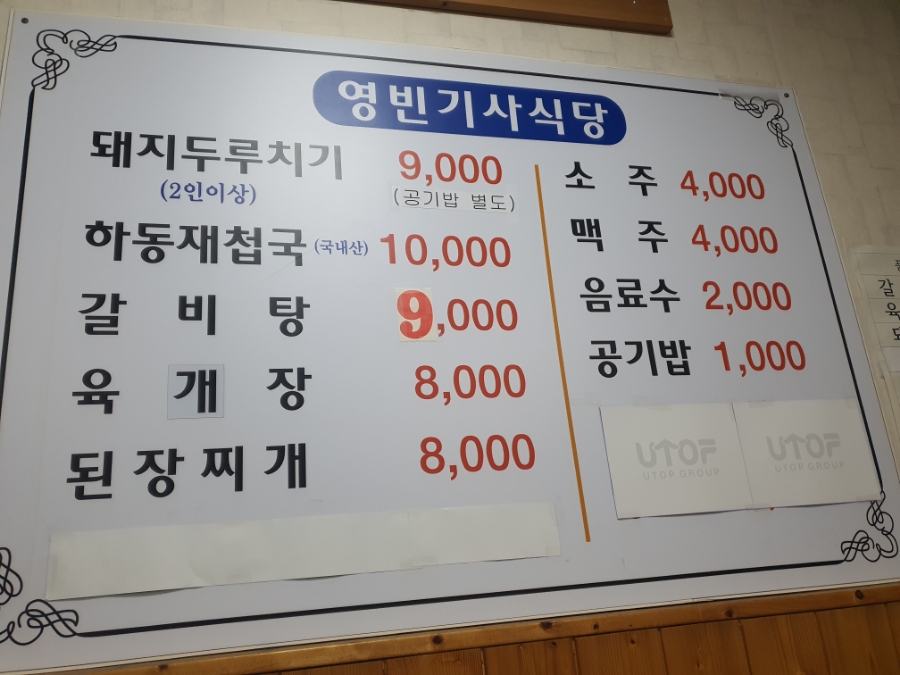 영빈기사식당
돼지두루치기 9,000
(2인이상) (공기밥 별도)
하동재첩국 (국내산) 10,000
갈 비 탕 9,000
육 개 장 8,000
된 장 찌 개 8,000
소 주 4,000
맥 주 4,000
음료수 2,000
공기밥 1,000
UTOP
UTOP GROUP
UTOP
UTOP GROUP
갈
육